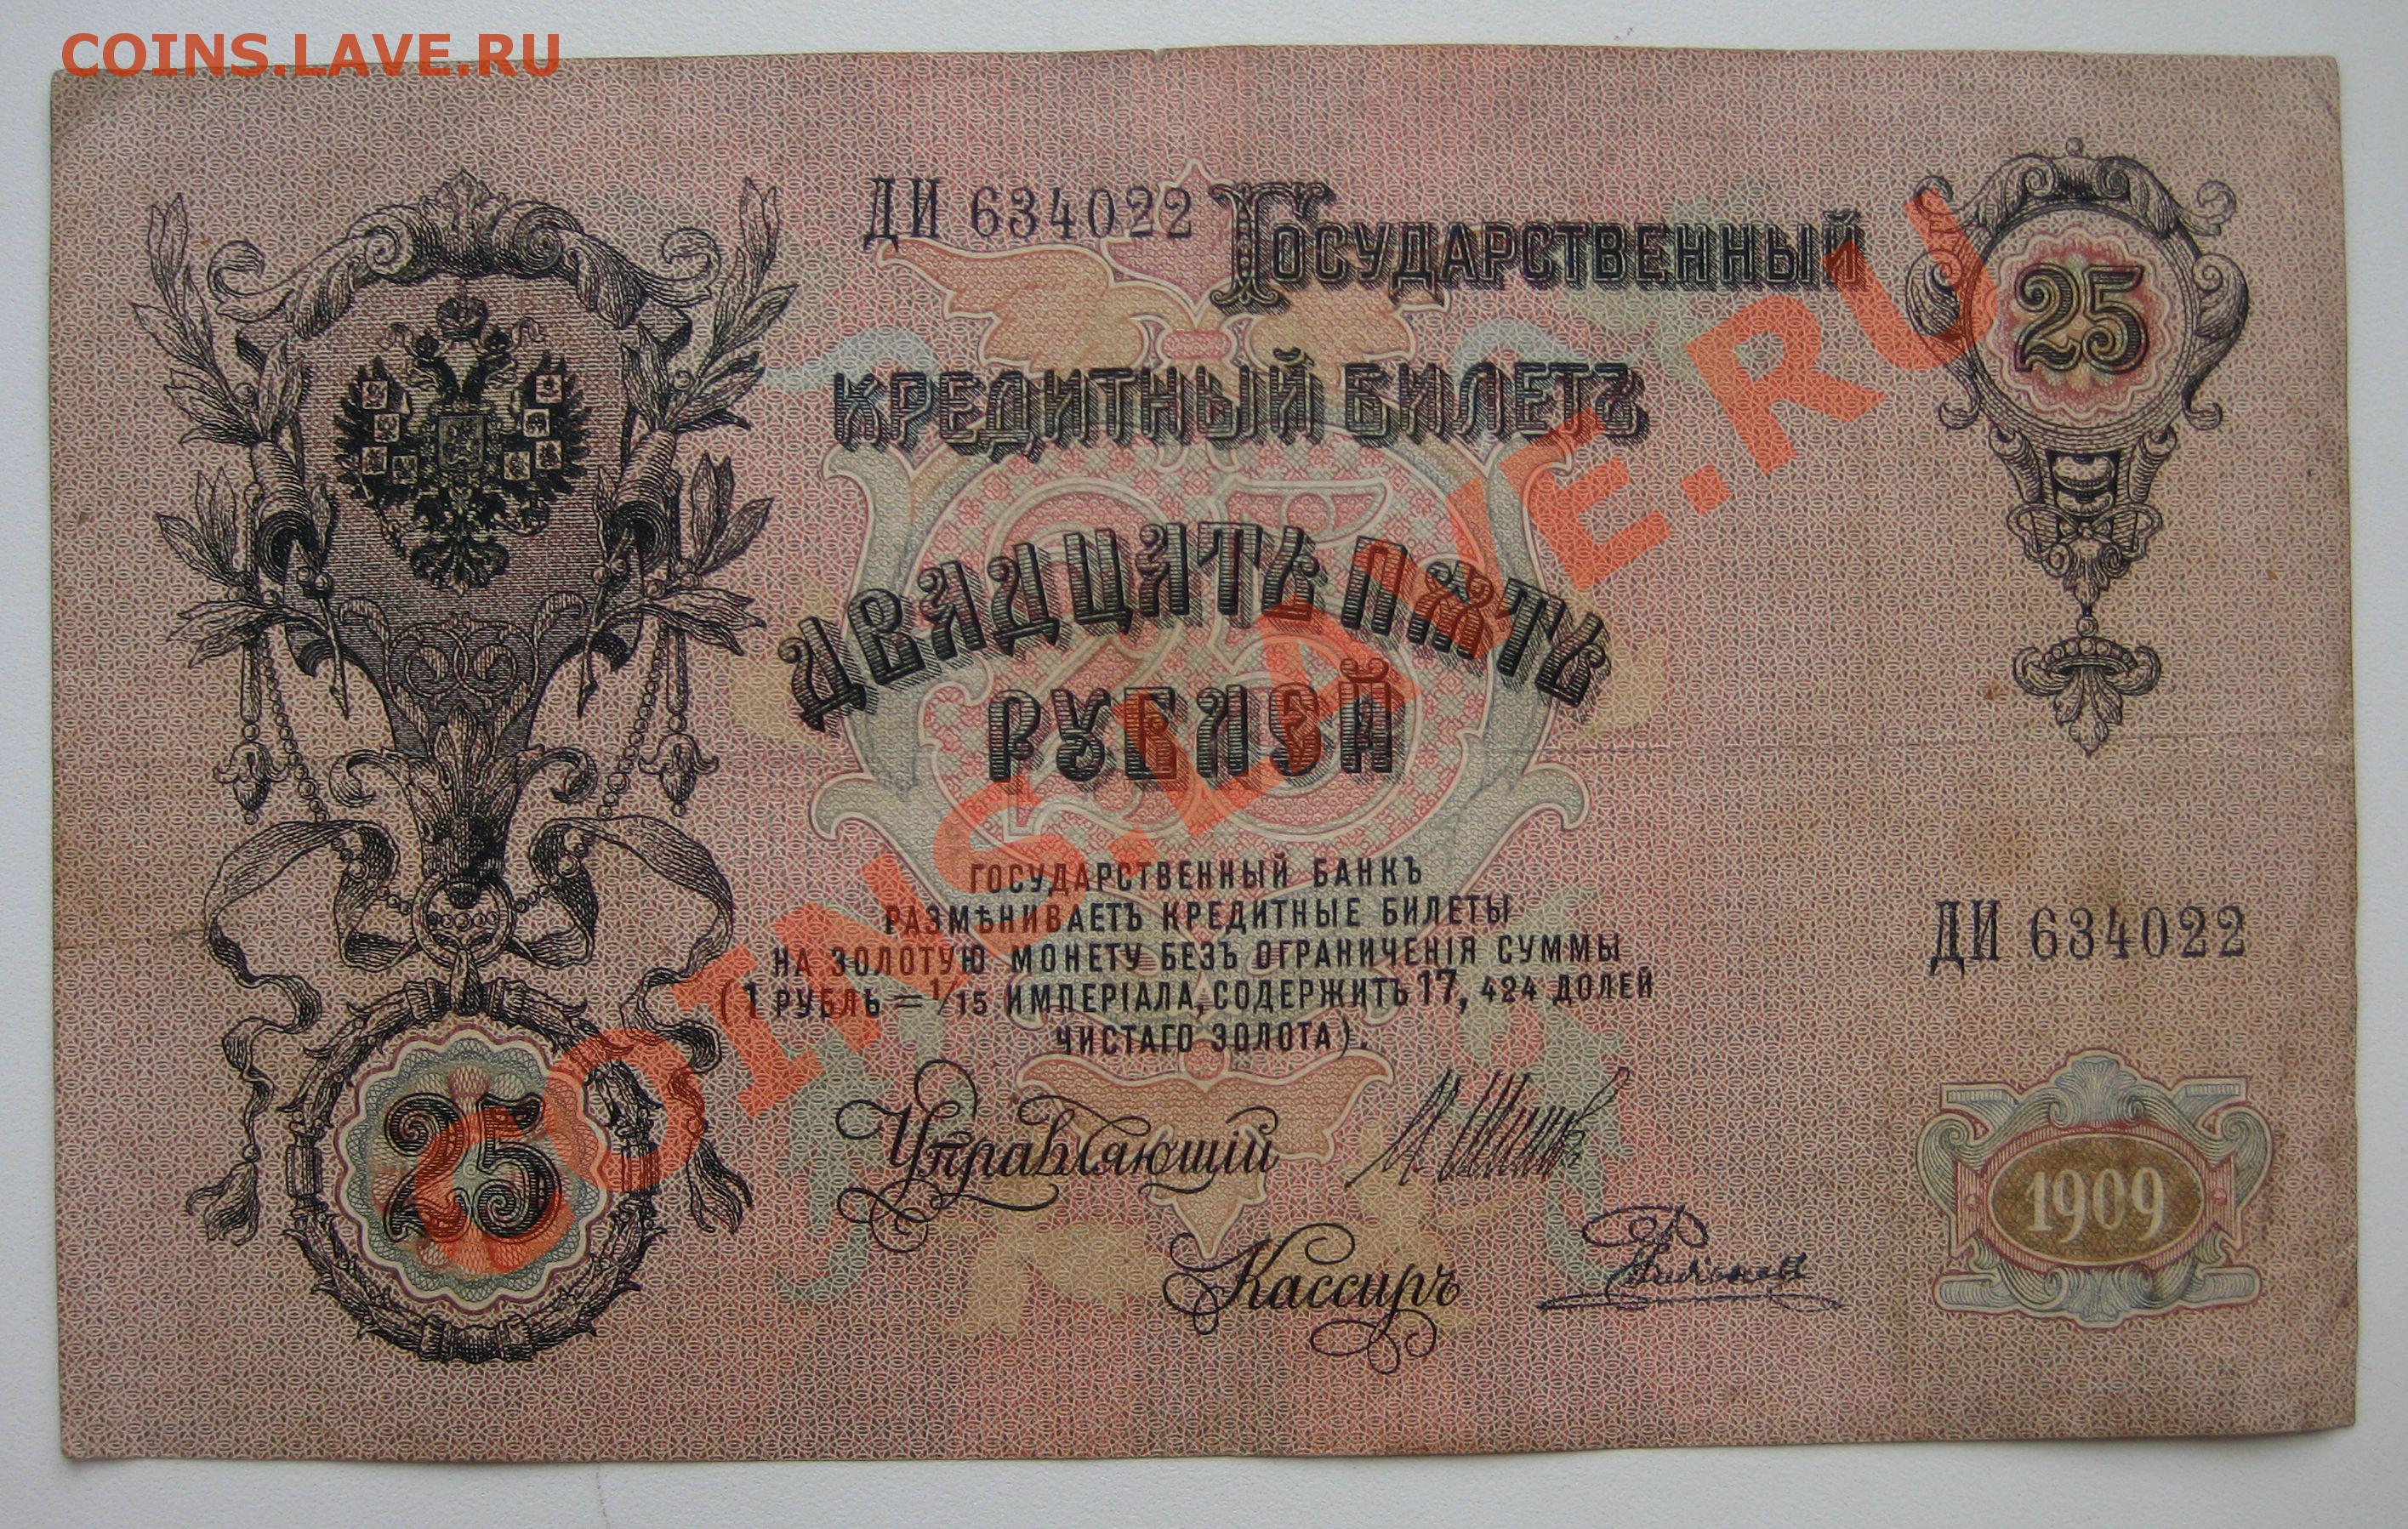 COINS.LAVE.RU
ДИ 634022
ГОСУДАРСТВЕННЫЙ
25
КРЕДИТНЫЙ БИЛЕТЪ
ДВАДЦАТЬ ПѦТЬ
РУБЛЕЙ
ГОСУДАРСТВЕННЫЙ БАНКЪ
РАЗМѢНИВАЕТЪ КРЕДИТНЫЕ БИЛЕТЫ
НА ЗОЛОТУЮ МОНЕТУ БЕЗЪ ОГРАНИЧЕНІЯ СУММЫ
(1 РУБЛЬ = 1/15 ИМПЕРІАЛА, СОДЕРЖИТЪ 17, 424 ДОЛЕЙ
ЧИСТАГО ЗОЛОТА).
ДИ 634022
25
Управляющій
Кассиръ
1909
COINS.LAVE.RU